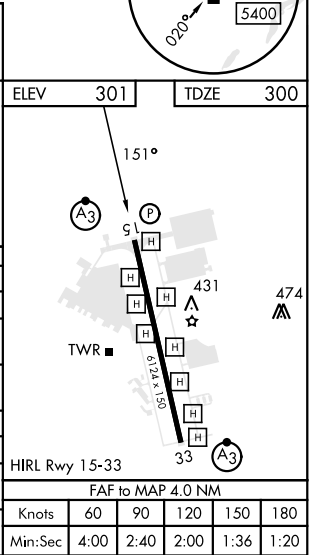 020°
5400
ELEV 301 TDZE 300
151°
A3
P
15
H
H
H
H
431
474
H
TWR
H
6124 x 150
H
H
H
33
A3
HIRL Rwy 15-33
FAF to MAP 4.0 NM
Knots 60 90 120 150 180
Min:Sec 4:00 2:40 2:00 1:36 1:20